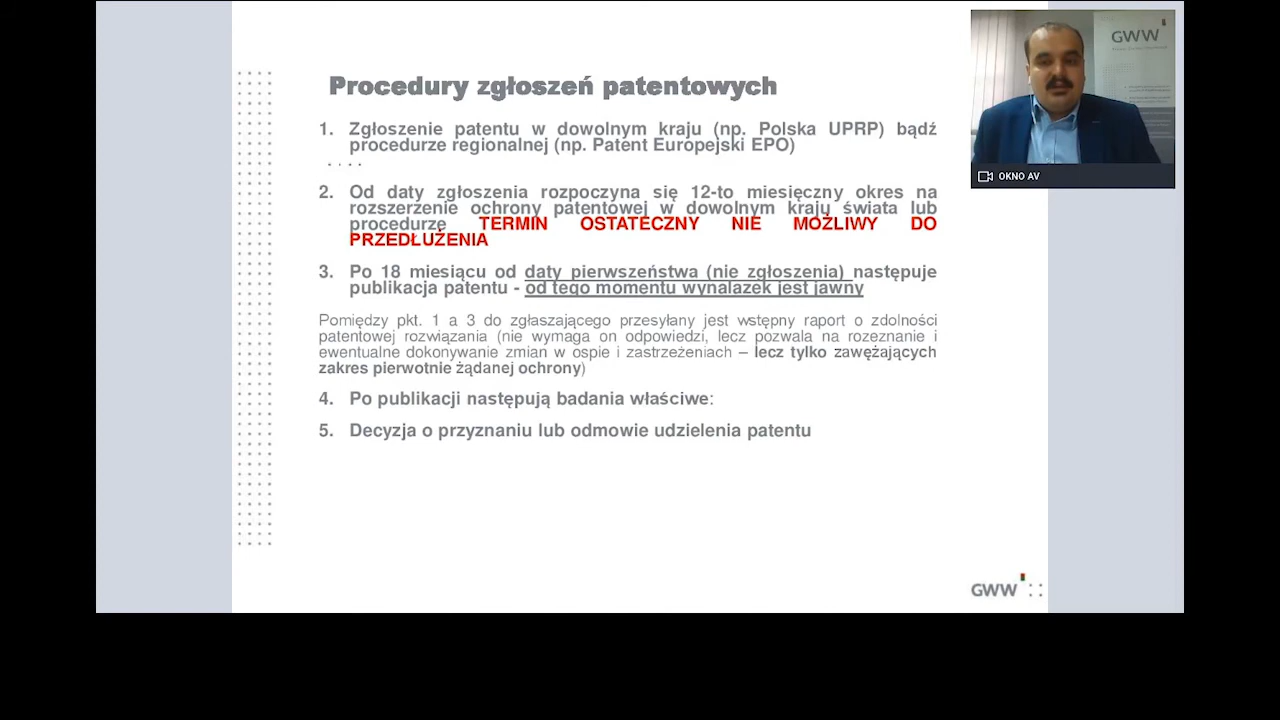 Procedury zgłoszeń patentowych
1. Zgłoszenie patentu w dowolnym kraju (np. Polska UPRP) bądź
procedurze regionalnej (np. Patent Europejski EPO)
2. Od daty zgłoszenia rozpoczyna się 12-to miesięczny okres na
rozszerzenie ochrony patentowej w dowolnym kraju świata lub
procedurzę TERMIN OSTATECZNY NIE MOŻLIWY DO
PRZEDŁUŻENIA
3. Po 18 miesiącu od daty pierwszeństwa (nie zgłoszenia) następuje
publikacja patentu - od tego momentu wynalazek jest jawny
Pomiędzy pkt. 1 a 3 do zgłaszającego przesyłany jest wstępny raport o zdolności
patentowej rozwiązania (nie wymaga on odpowiedzi, lecz pozwala na rozeznanie i
ewentualne dokonywanie zmian w ospie i zastrzeżeniach – lecz tylko zawężających
zakres pierwotnie żądanej ochrony)
4. Po publikacji następują badania właściwe:
5. Decyzja o przyznaniu lub odmowie udzielenia patentu
GWW
OKNO AV
GWW